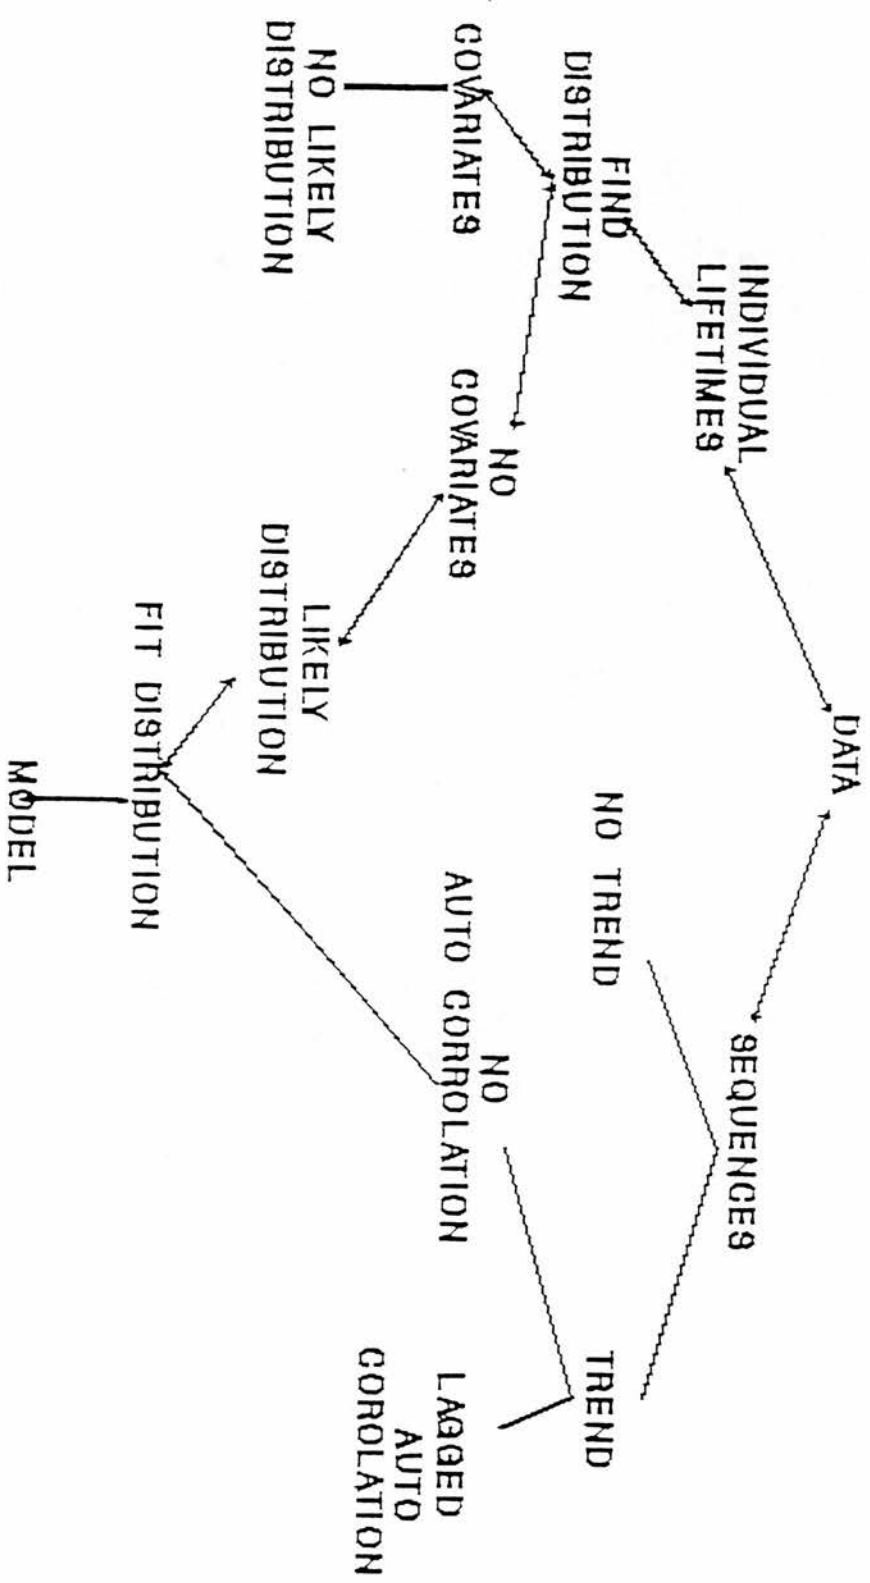 DATA
INDIVIDUAL
LIFETIMES
SEQUENCES
FIND
DISTRIBUTION
NO TREND
TREND
COVARIATES
NO
COVARIATES
NO
AUTO CORROLATION
LAGGED
AUTO
COROLATION
NO LIKELY
DISTRIBUTION
LIKELY
DISTRIBUTION
FIT DISTRIBUTION
MODEL